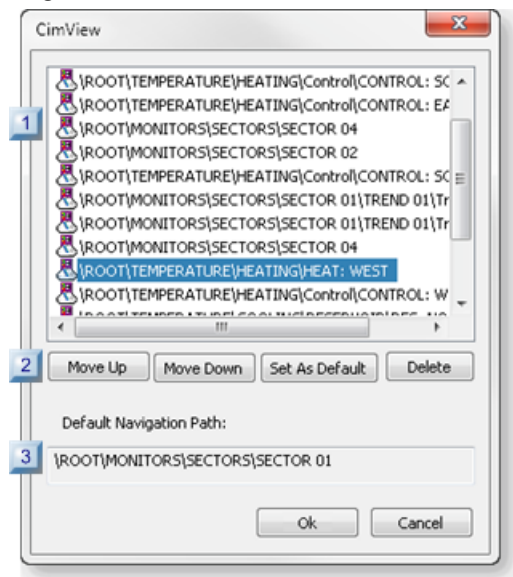 CimView
\ROOT\TEMPERATURE\HEATING\Control\CONTROL: SC
\ROOT\TEMPERATURE\HEATING\Control\CONTROL: EA
1
\ROOT\MONITORS\SECTORS\SECTOR 04
\ROOT\MONITORS\SECTORS\SECTOR 02
\ROOT\TEMPERATURE\HEATING\Control\CONTROL: SC
\ROOT\MONITORS\SECTORS\SECTOR 01\TREND 01\Tr
\ROOT\MONITORS\SECTORS\SECTOR 01\TREND 01\Tr
\ROOT\MONITORS\SECTORS\SECTOR 04
\ROOT\TEMPERATURE\HEATING\HEAT: WEST
\ROOT\TEMPERATURE\HEATING\Control\CONTROL: W
2
Move Up Move Down Set As Default Delete
Default Navigation Path:
3
\ROOT\MONITORS\SECTORS\SECTOR 01
Ok Cancel